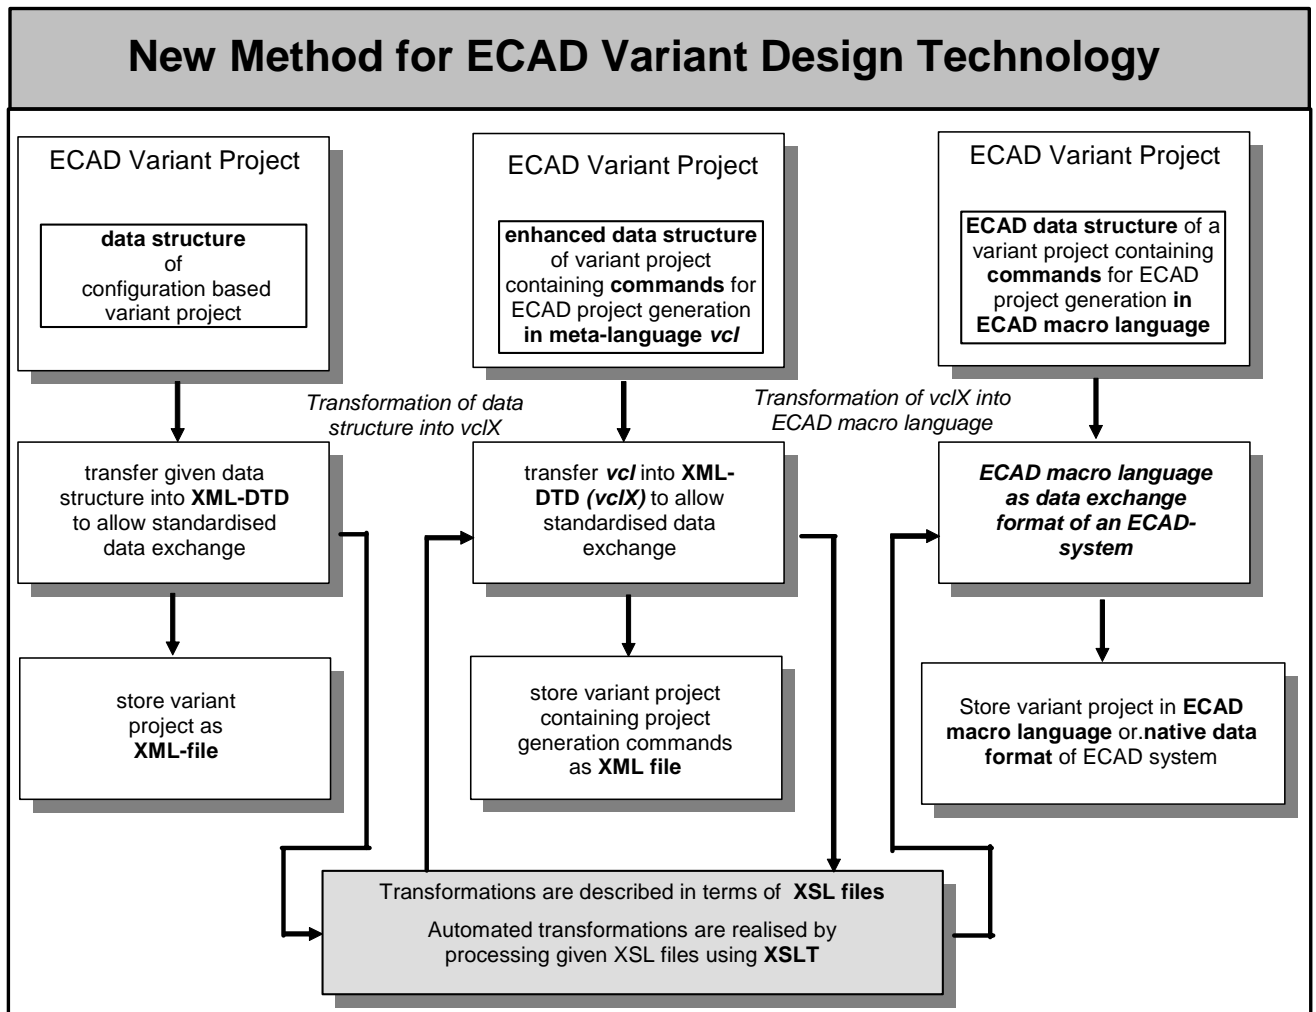 New Method for ECAD Variant Design Technology
ECAD Variant Project
data structure
of
configuration based
variant project
ECAD Variant Project
enhanced data structure
of variant project
containing commands for
ECAD project generation
in meta-language vcl
ECAD Variant Project
ECAD data structure of a
variant project containing
commands for ECAD
project generation in
ECAD macro language
Transformation of data
structure into vclX
Transformation of vclX into
ECAD macro language
transfer given data
structure into XML-DTD
to allow standardised
data exchange
transfer vcl into XML-
DTD (vclX) to allow
standardised data
exchange
ECAD macro language
as data exchange
format of an ECAD-
system
store variant
project as
XML-file
store variant project
containing project
generation commands
as XML file
Store variant project in ECAD
macro language or.native data
format of ECAD system
Transformations are described in terms of XSL files
Automated transformations are realised by
processing given XSL files using XSLT